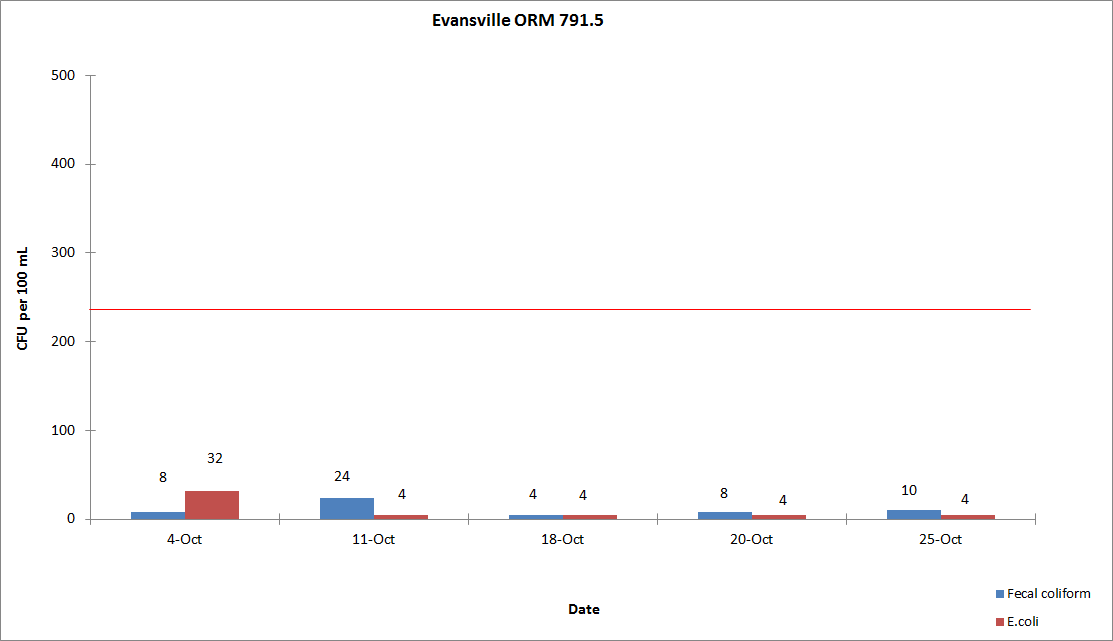 Evansville ORM 791.5
500
400
300
200
100
0
CFU per 100 mL
8
32
24
4
4
4
8
4
10
4
4-Oct
11-Oct
18-Oct
20-Oct
25-Oct
Date
Fecal coliform
E.coli